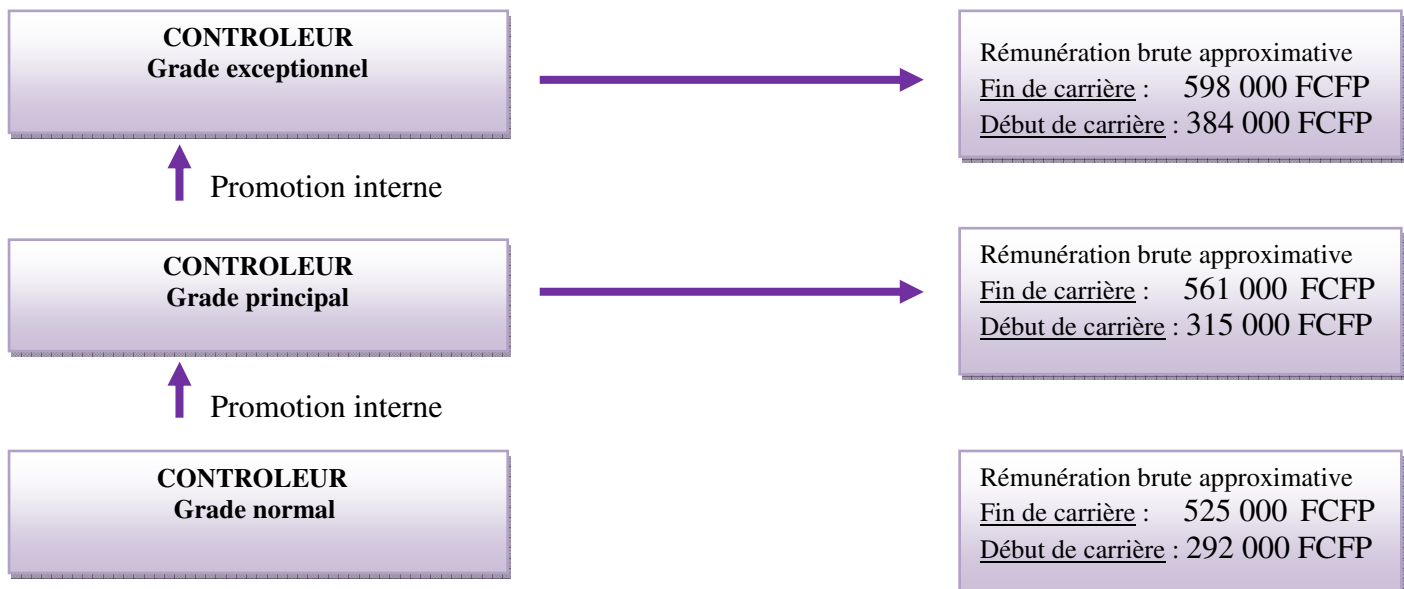 CONTROLEUR
Grade exceptionnel
Rémunération brute approximative
Fin de carrière : 598 000 FCFP
Début de carrière : 384 000 FCFP
Promotion interne
CONTROLEUR
Grade principal
Rémunération brute approximative
Fin de carrière : 561 000 FCFP
Début de carrière : 315 000 FCFP
Promotion interne
CONTROLEUR
Grade normal
Rémunération brute approximative
Fin de carrière : 525 000 FCFP
Début de carrière : 292 000 FCFP